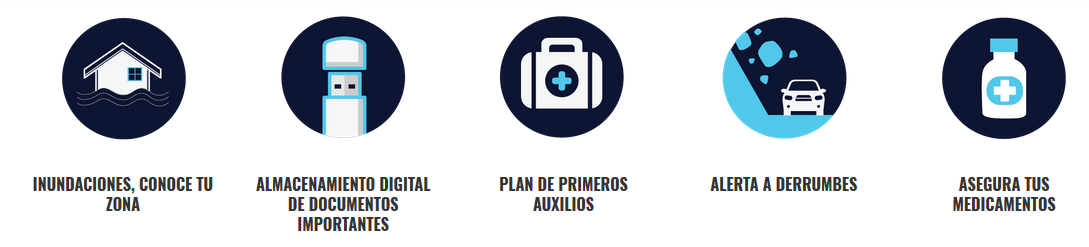 INUNDACIONES, CONOCE TU
ZONA
ALMACENAMIENTO DIGITAL
DE DOCUMENTOS
IMPORTANTES
PLAN DE PRIMEROS
AUXILIOS
ALERTA A DERRUMBES
ASEGURA TUS
MEDICAMENTOS